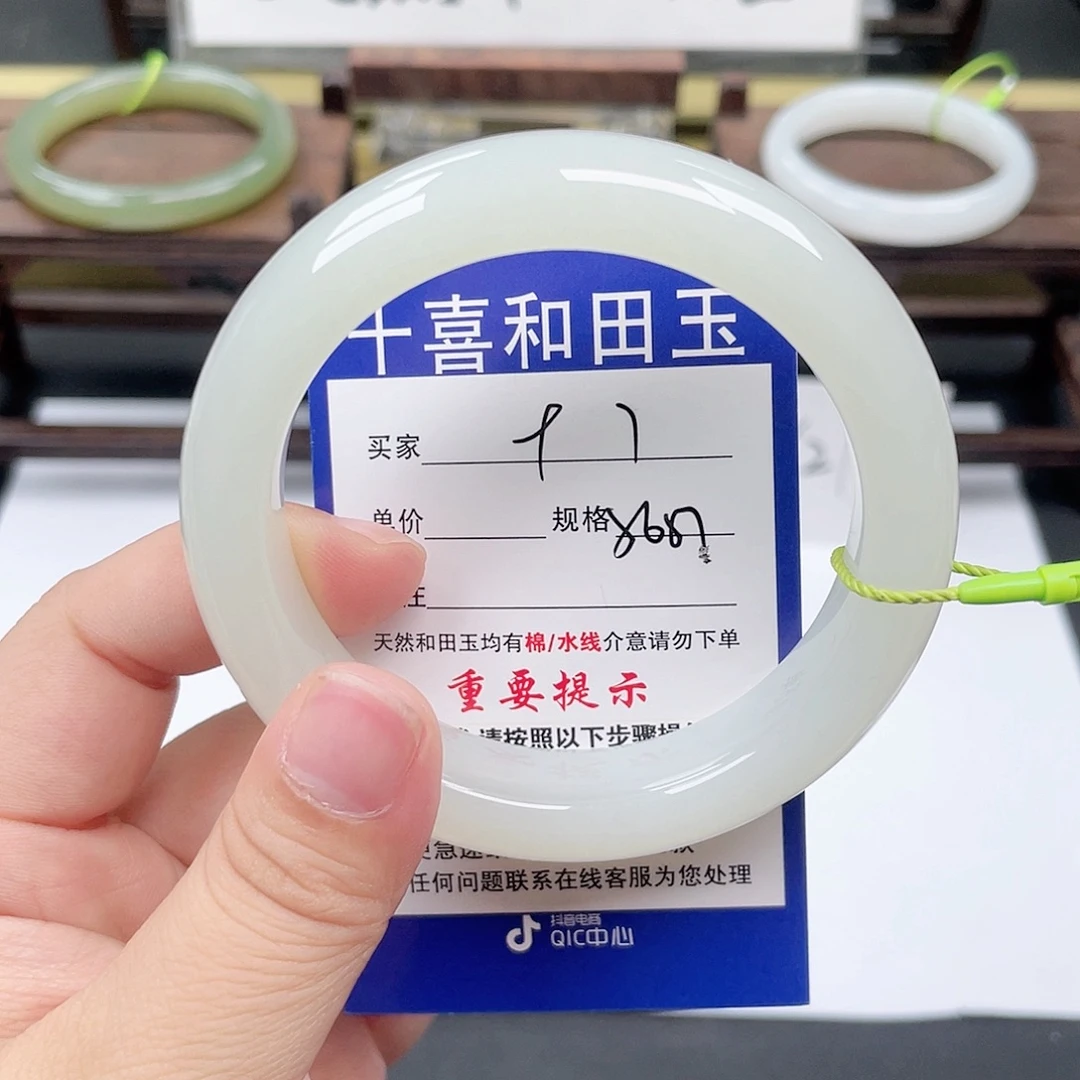 十喜和田玉
买家
单价 规格
天然和田玉均有棉/水线介意请勿下单
重要提示
请按照以下步骤
任何问题联系在线客服为您处理
抖音电商
QIC中心